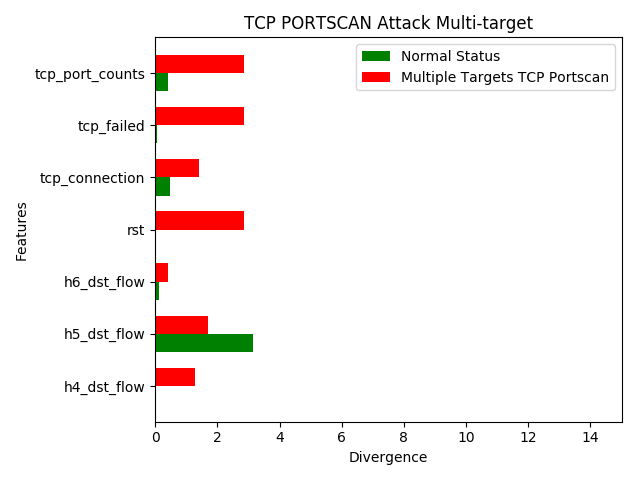 TCP PORTSCAN Attack Multi-target
Normal Status
Multiple Targets TCP Portscan
tcp_port_counts
tcp_failed
tcp_connection
rst
h6_dst_flow
h5_dst_flow
h4_dst_flow
Features
0 2 4 6 8 10 12 14
Divergence